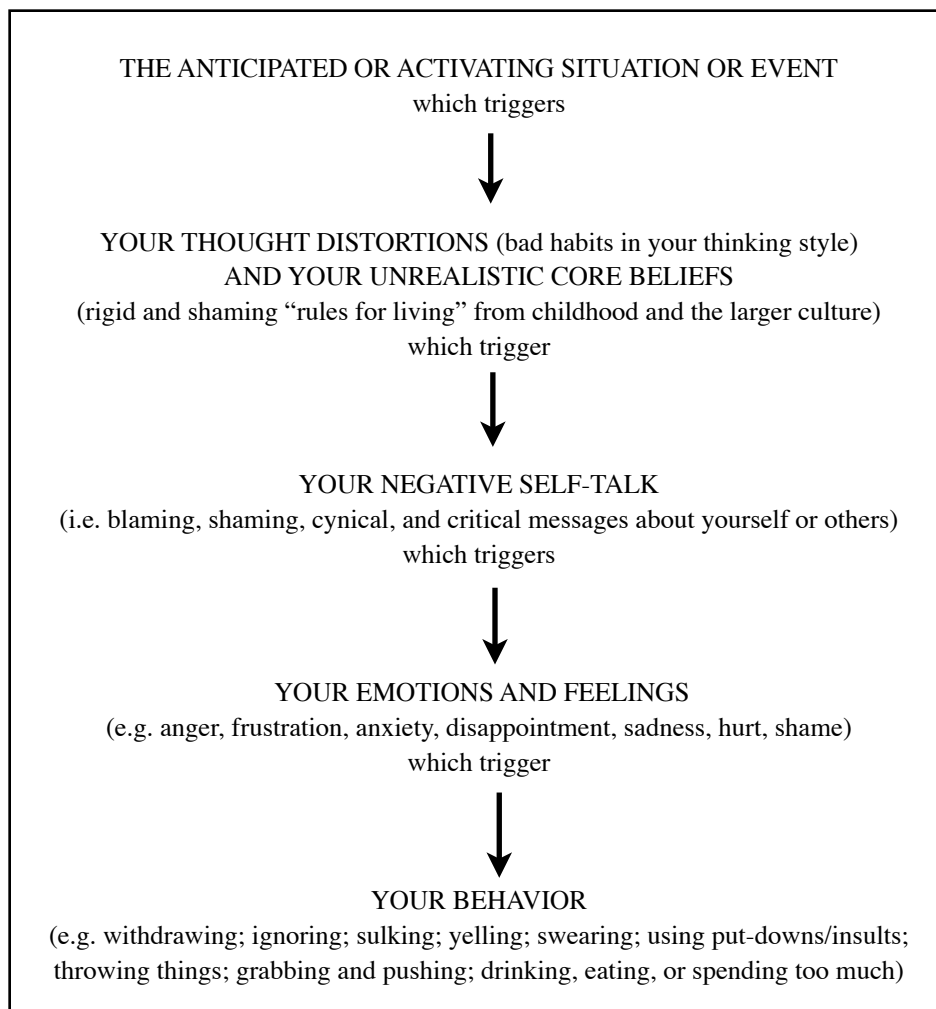 THE ANTICIPATED OR ACTIVATING SITUATION OR EVENT
which triggers
YOUR THOUGHT DISTORTIONS (bad habits in your thinking style)
AND YOUR UNREALISTIC CORE BELIEFS
(rigid and shaming “rules for living” from childhood and the larger culture)
which trigger
YOUR NEGATIVE SELF-TALK
(i.e. blaming, shaming, cynical, and critical messages about yourself or others)
which triggers
YOUR EMOTIONS AND FEELINGS
(e.g. anger, frustration, anxiety, disappointment, sadness, hurt, shame)
which trigger
YOUR BEHAVIOR
(e.g. withdrawing; ignoring; sulking; yelling; swearing; using put-downs/insults;
throwing things; grabbing and pushing; drinking, eating, or spending too much)